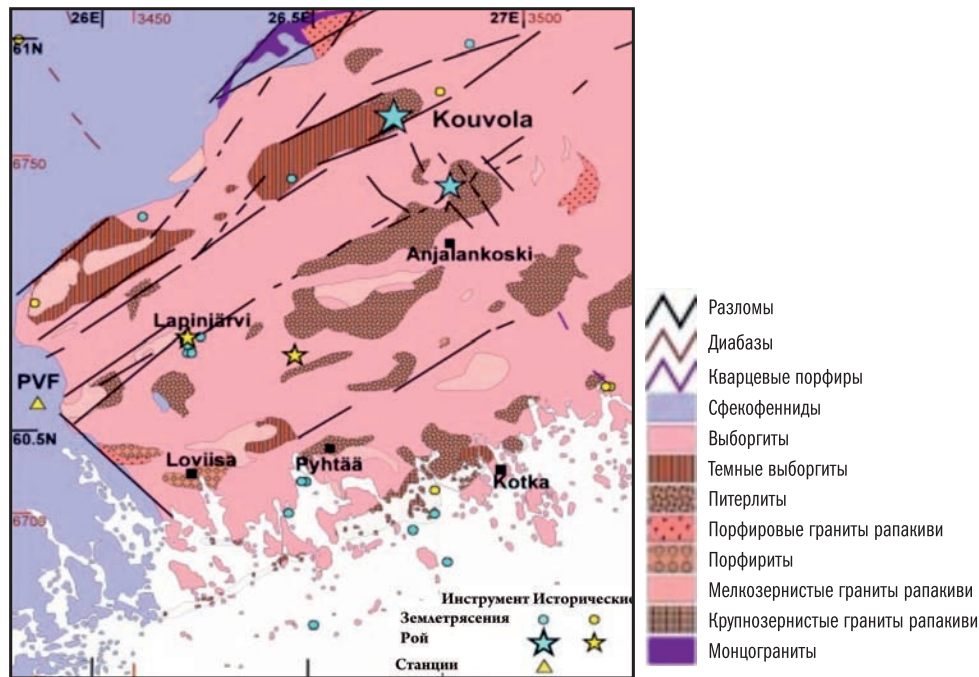 26E 3450 26.5E 27E 3500
61N
Kouvola
6750
Anjalankoski
Lapinjärvi
PVF
60.5N
Loviisa
Pyhtää
Kotka
6700
Инструмент Исторические
Землетрясения
Рой
Станции
Разломы
Диабазы
Кварцевые порфиры
Сфекофенниды
Выборгиты
Темные выборгиты
Питерлиты
Порфировые граниты рапакиви
Порфириты
Мелкозернистые граниты рапакиви
Крупнозернистые граниты рапакиви
Монцограниты